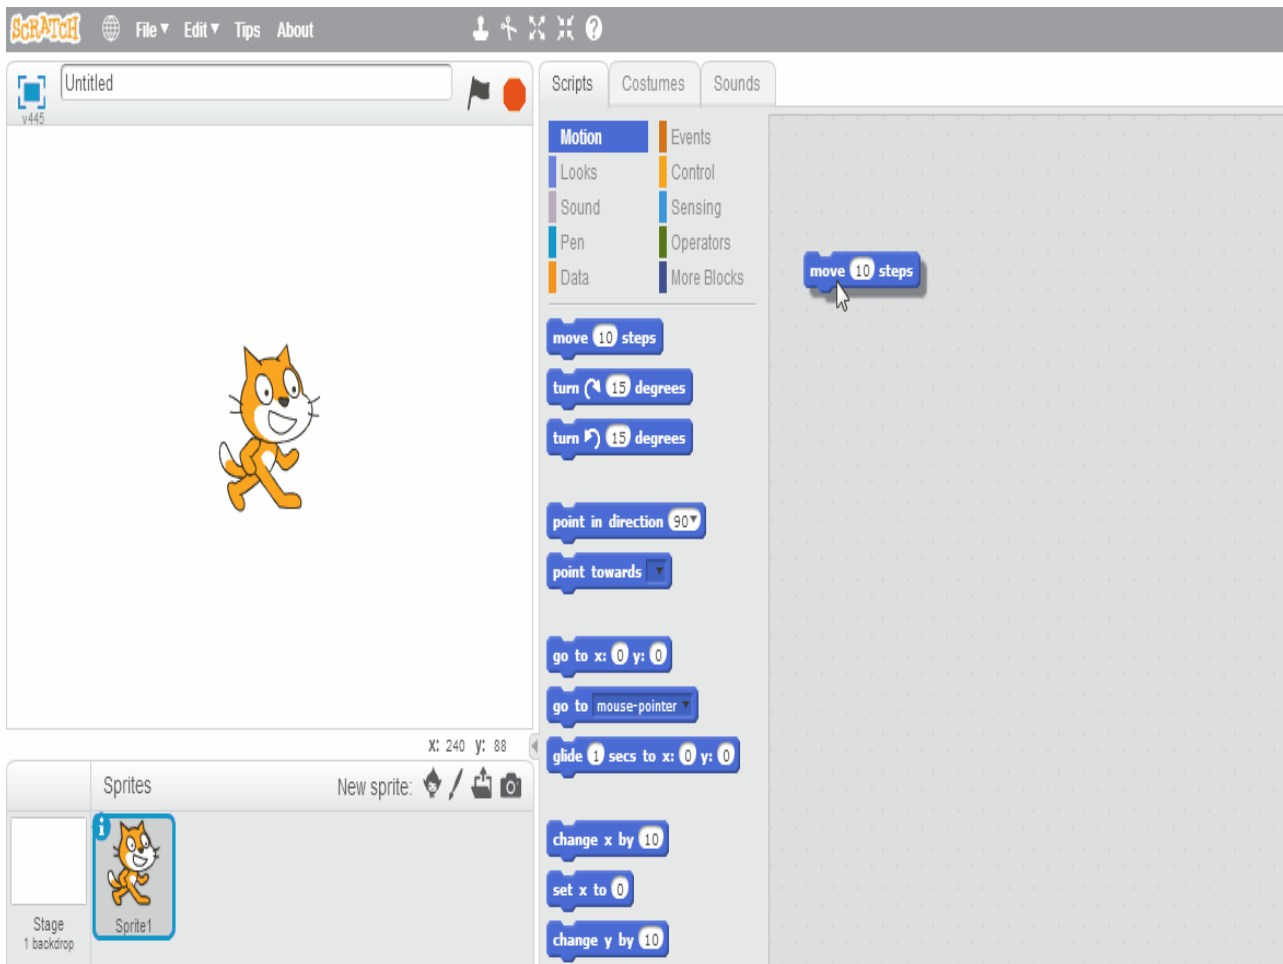 SCRATCH File Edit Tips About
Untitled
v445
Scripts Costumes Sounds
Motion Events
Looks Control
Sound Sensing
Pen Operators
Data More Blocks
move 10 steps
move 10 steps
turn 15 degrees
turn 15 degrees
point in direction 90
point towards
go to x: 0 y: 0
go to mouse-pointer
glide 1 secs to x: 0 y: 0
change x by 10
set x to 0
change y by 10
x: 240 y: 88
Sprites New sprite:
Stage
1 backdrop
Sprite1